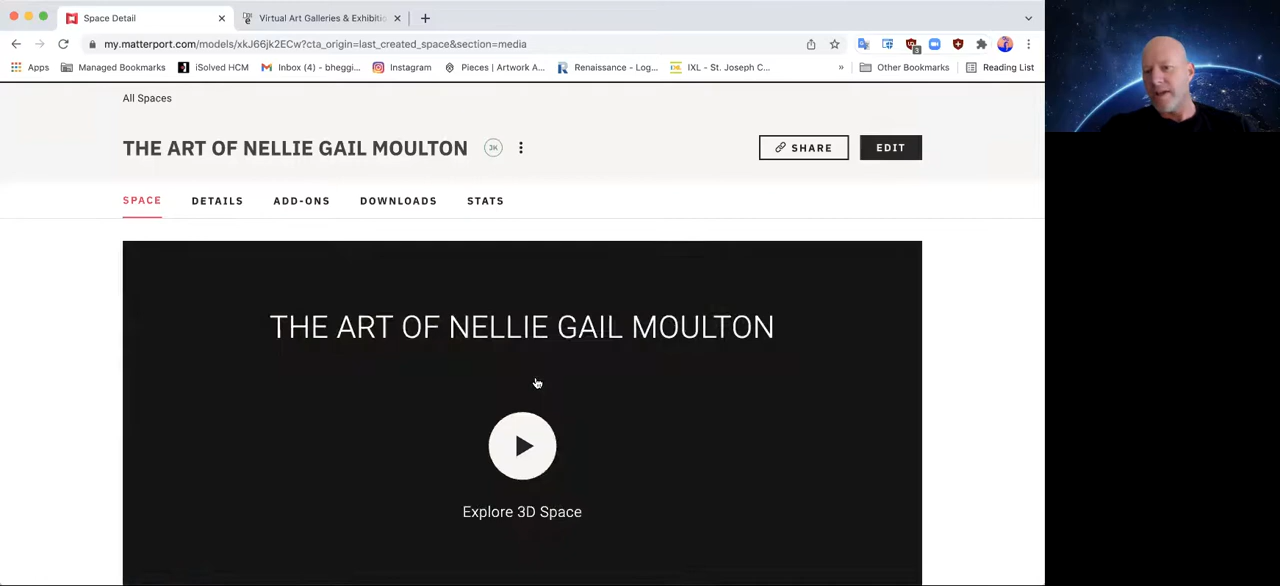 Space Detail
Virtual Art Galleries & Exhibitio
my.matterport.com/models/xkJ66jk2ECw?cta_origin=last_created_space&section=media
3
Apps
Managed Bookmarks
iSolved HCM
Inbox (4) - bheggi...
Instagram
Pieces | Artwork A...
Renaissance - Log...
IXL - St. Joseph C...
»
Other Bookmarks
Reading List
All Spaces
THE ART OF NELLIE GAIL MOULTON
JK
SHARE
EDIT
SPACE
DETAILS
ADD-ONS
DOWNLOADS
STATS
THE ART OF NELLIE GAIL MOULTON
Explore 3D Space